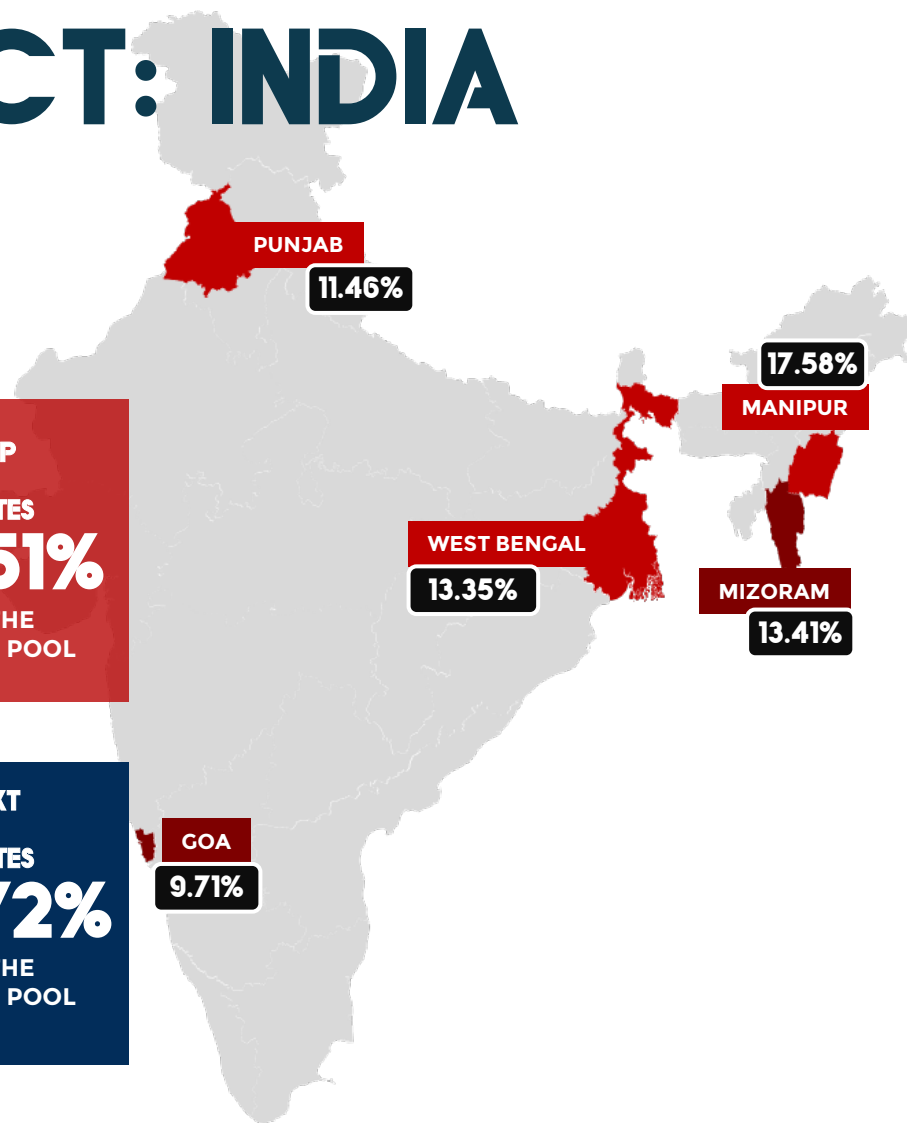 CT: INDIA
PUNJAB
11.46%
17.58%
MANIPUR
P
TES
51%
HE
POOL
WEST BENGAL
13.35%
MIZORAM
13.41%
XT
TES
72%
HE
POOL
GOA
9.71%